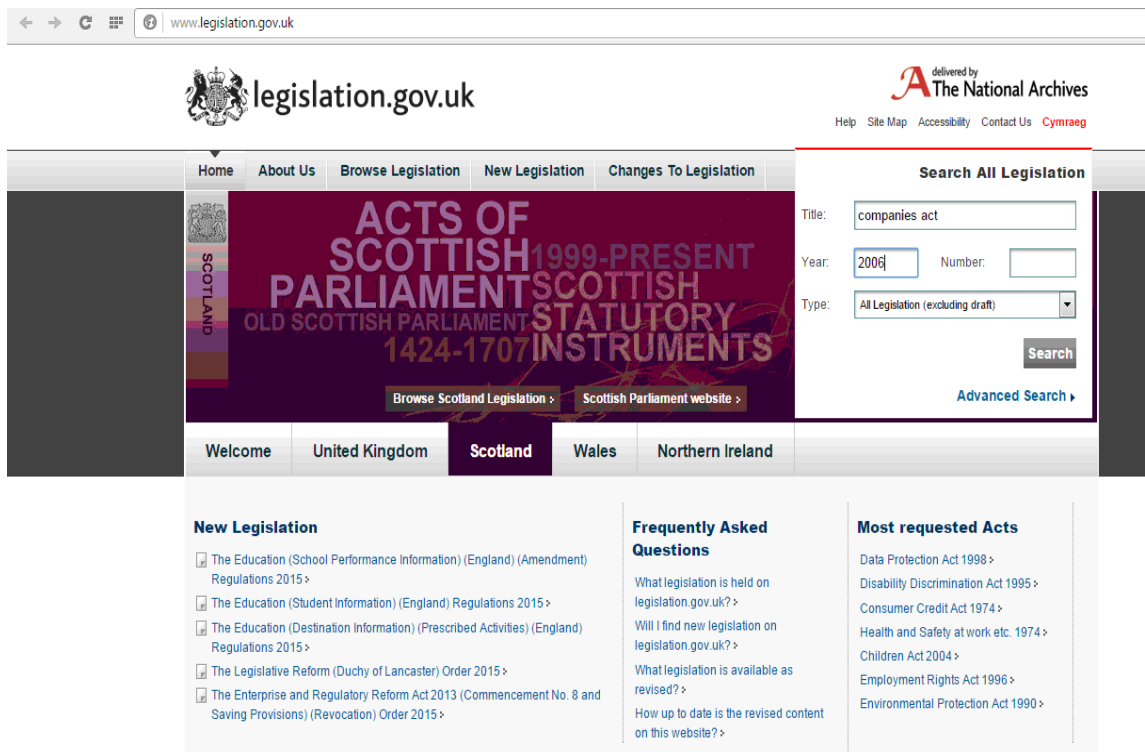 www.legislation.gov.uk
legislation.gov.uk
delivered by
The National Archives
Help Site Map Accessibility Contact Us Cymraeg
Home About Us Browse Legislation New Legislation Changes To Legislation
Search All Legislation
Title: companies act
Year: 2006 Number:
Type: All Legislation (excluding draft)
Search
Advanced Search
SCOTLAND
ACTS OF
SCOTTISH 1999-PRESENT
PARLIAMENT SCOTTISH
OLD SCOTTISH PARLIAMENT STATUTORY
1424-1707 INSTRUMENTS
Browse Scotland Legislation Scottish Parliament website
Welcome United Kingdom Scotland Wales Northern Ireland
New Legislation
The Education (School Performance Information) (England) (Amendment)
Regulations 2015
The Education (Student Information) (England) Regulations 2015
The Education (Destination Information) (Prescribed Activities) (England)
Regulations 2015
The Legislative Reform (Duchy of Lancaster) Order 2015
The Enterprise and Regulatory Reform Act 2013 (Commencement No. 8 and
Saving Provisions) (Revocation) Order 2015
Frequently Asked
Questions
What legislation is held on
legislation.gov.uk?
Will I find new legislation on
legislation.gov.uk?
What legislation is available as
revised?
How up to date is the revised content
on this website?
Most requested Acts
Data Protection Act 1998
Disability Discrimination Act 1995
Consumer Credit Act 1974
Health and Safety at work etc. 1974
Children Act 2004
Employment Rights Act 1996
Environmental Protection Act 1990